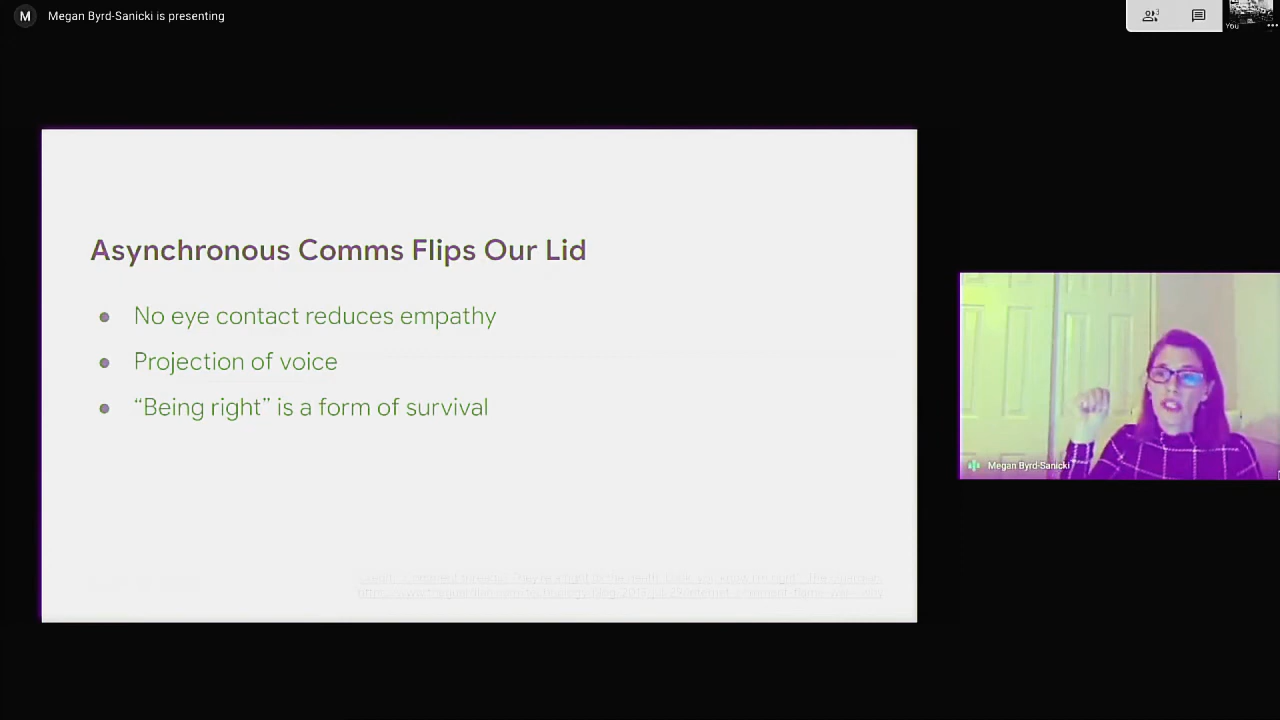 M
Megan Byrd-Sanicki is presenting
You
Asynchronous Comms Flips Our Lid
No eye contact reduces empathy
Projection of voice
“Being right” is a form of survival
Megan Byrd-Sanicki